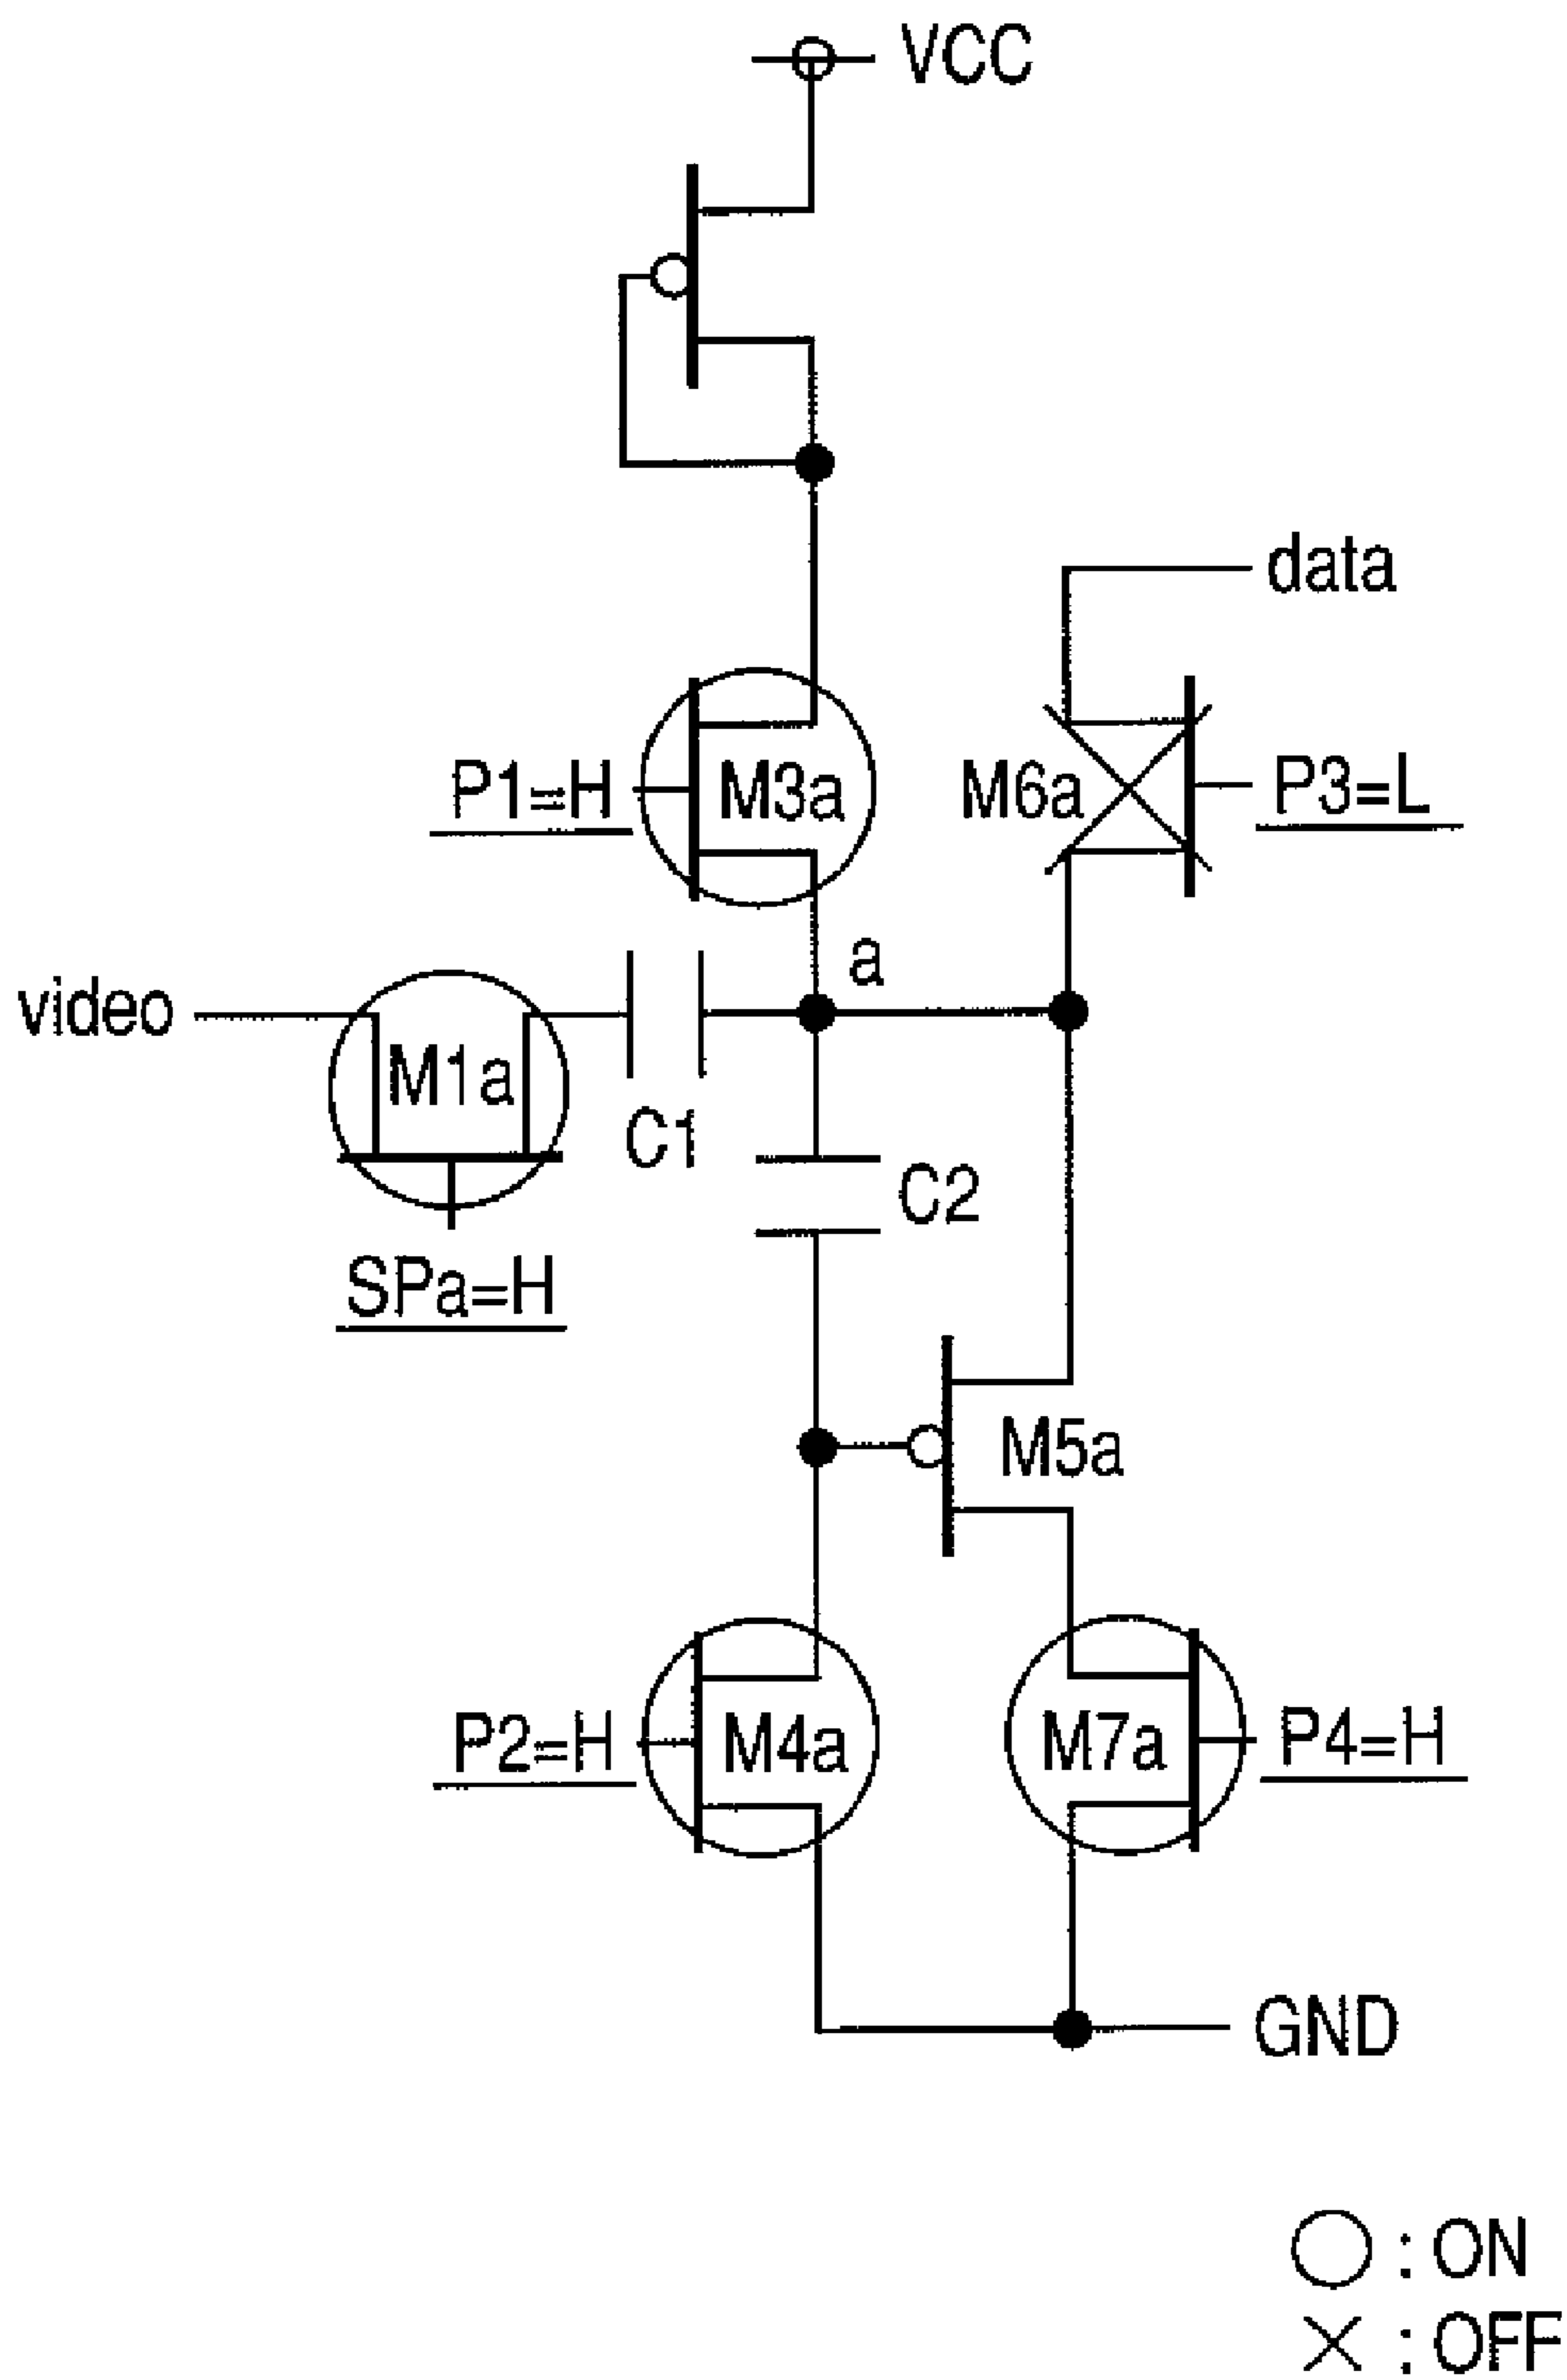 VCC
data
P1=H
M3a
M6a
P3=L
a
video
M1a
C1
C2
SPa=H
M5a
P2=H
M4a
M7a
P4=H
GND
: ON
: OFF